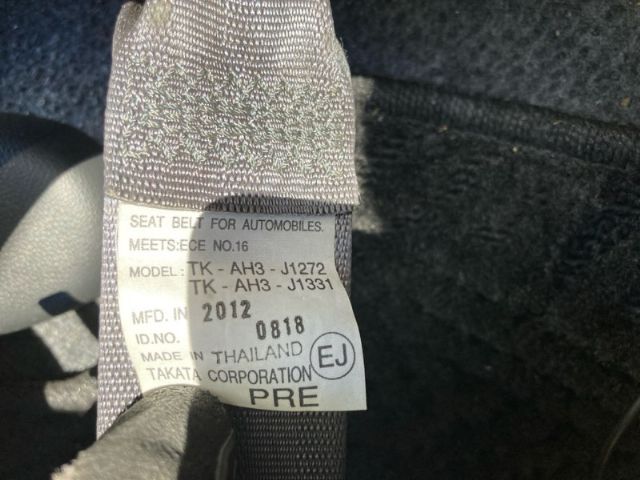 SEAT BELT FOR AUTOMOBILES.
MEETS:ECE NO.16
MODEL: TK - AH3 - J1272
TK - AH3 - J1331
MFD. IN 2012
ID.NO. 0818
MADE IN THAILAND
TAKATA CORPORATION
EJ
PRE